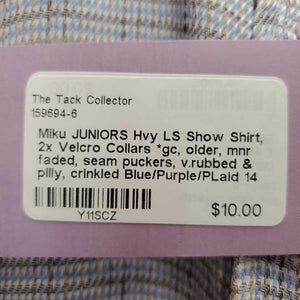 The Tack Collector
159694-6
Miku JUNIORS Hvy LS Show Shirt,
2x Velcro Collars *gc, older, mnr
faded, seam puckers, v.rubbed &
pilly, crinkled Blue/Purple/PLaid 14
Y11SCZ
$10.00